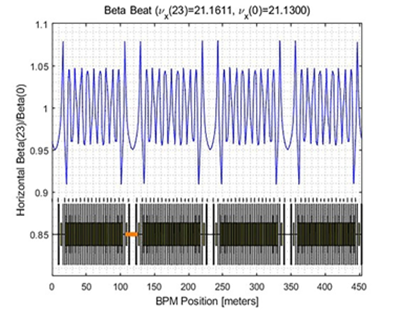 Beta Beat (νx(23)=21.1611, νx(0)=21.1300)
1.1
1.05
1
0.95
0.9
0.85
Horizontal Beta(23)/Beta(0)
0 50 100 150 200 250 300 350 400 450
BPM Position [meters]